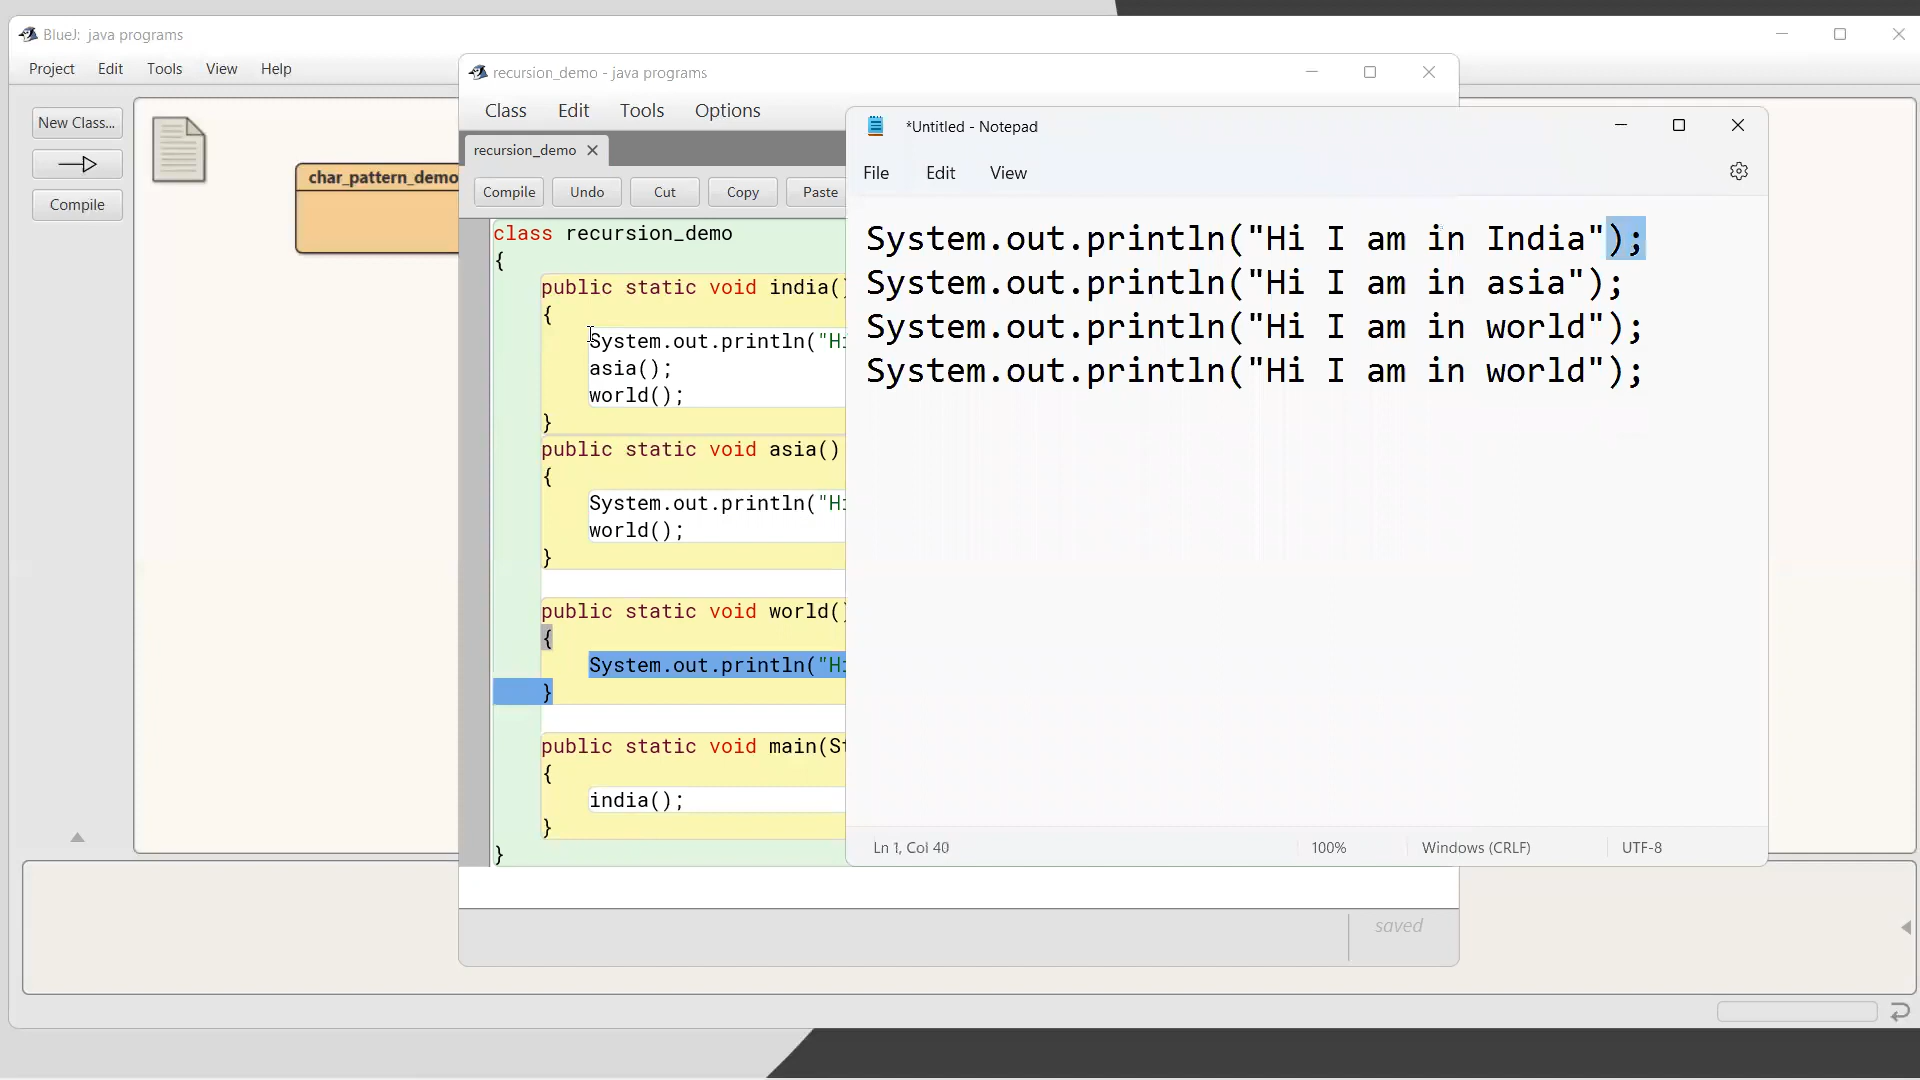 BlueJ: java programs
Project Edit Tools View Help
New Class...
Compile
char_pattern_demo
recursion_demo - java programs
Class Edit Tools Options
recursion_demo
Compile Undo Cut Copy Paste
class recursion_demo
{
public static void india()
{
System.out.println("Hi
asia();
world();
}
public static void asia()
{
System.out.println("Hi
world();
}
public static void world()
{
System.out.println("Hi
}
public static void main(St
{
india();
}
}
saved
*Untitled - Notepad
File Edit View
System.out.println("Hi I am in India");
System.out.println("Hi I am in asia");
System.out.println("Hi I am in world");
System.out.println("Hi I am in world");
Ln 1, Col 40 100% Windows (CRLF) UTF-8